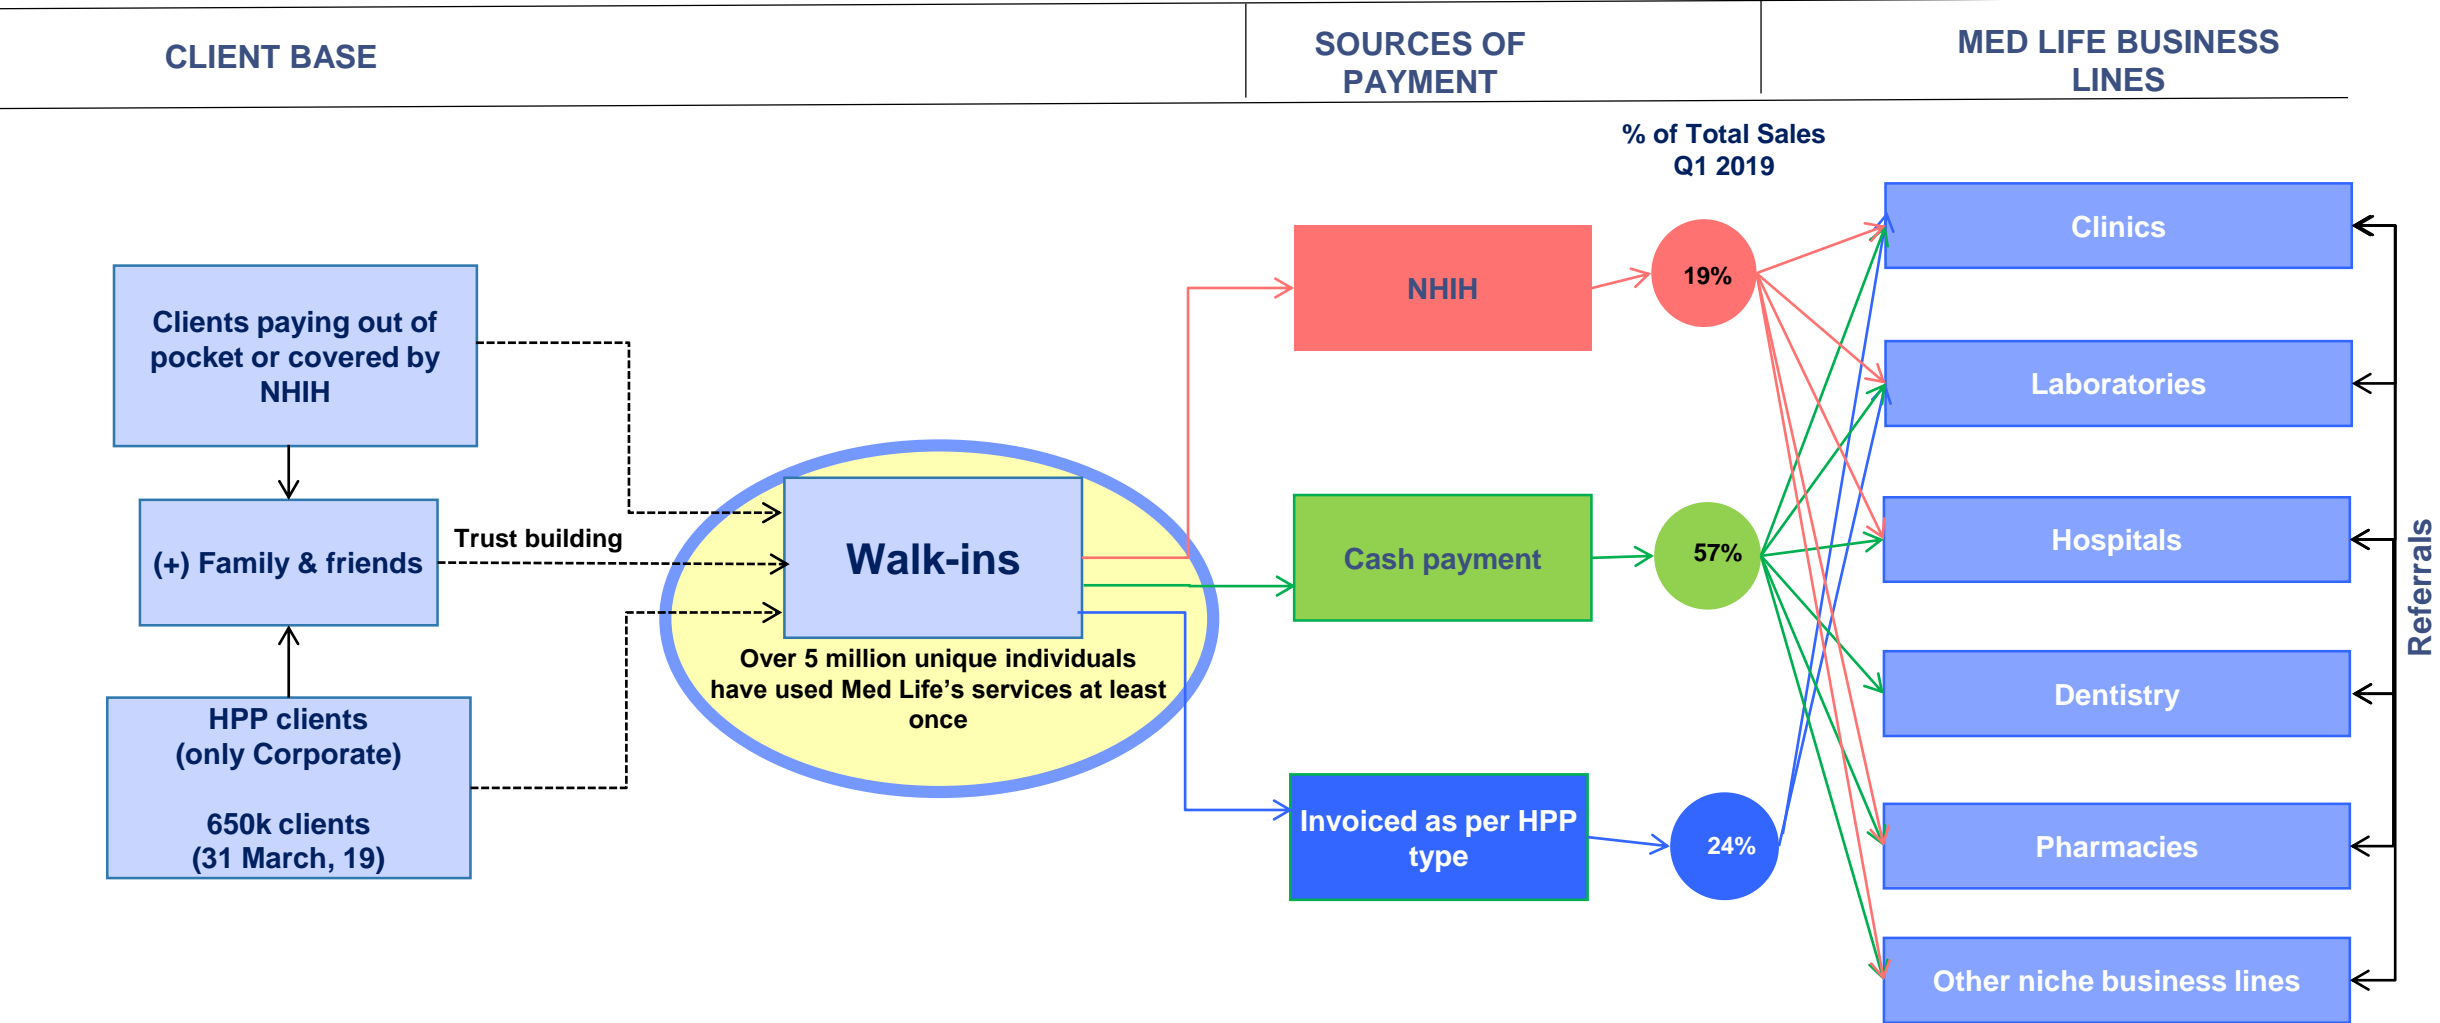 CLIENT BASE
SOURCES OF
PAYMENT
MED LIFE BUSINESS
LINES
% of Total Sales
Q1 2019
Clients paying out of
pocket or covered by
NHIH
(+) Family & friends
Trust building
HPP clients
(only Corporate)
650k clients
(31 March, 19)
Walk-ins
Over 5 million unique individuals
have used Med Life’s services at least
once
NHIH
19%
Cash payment
57%
Invoiced as per HPP
type
24%
Clinics
Laboratories
Hospitals
Dentistry
Pharmacies
Other niche business lines
Referrals